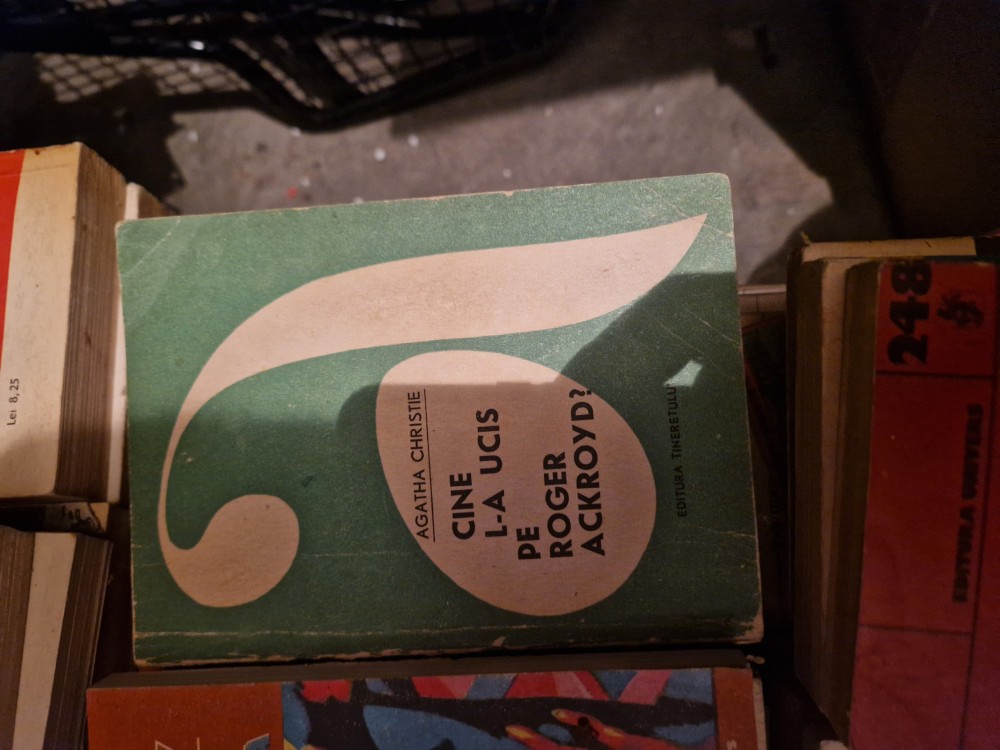 AGATHA CHRISTIE
CINE
L-A UCIS
PE
ROGER
ACKROYD?
EDITURA TINERETULUI
Lei 8,25
248
EDITURA UNIVERS